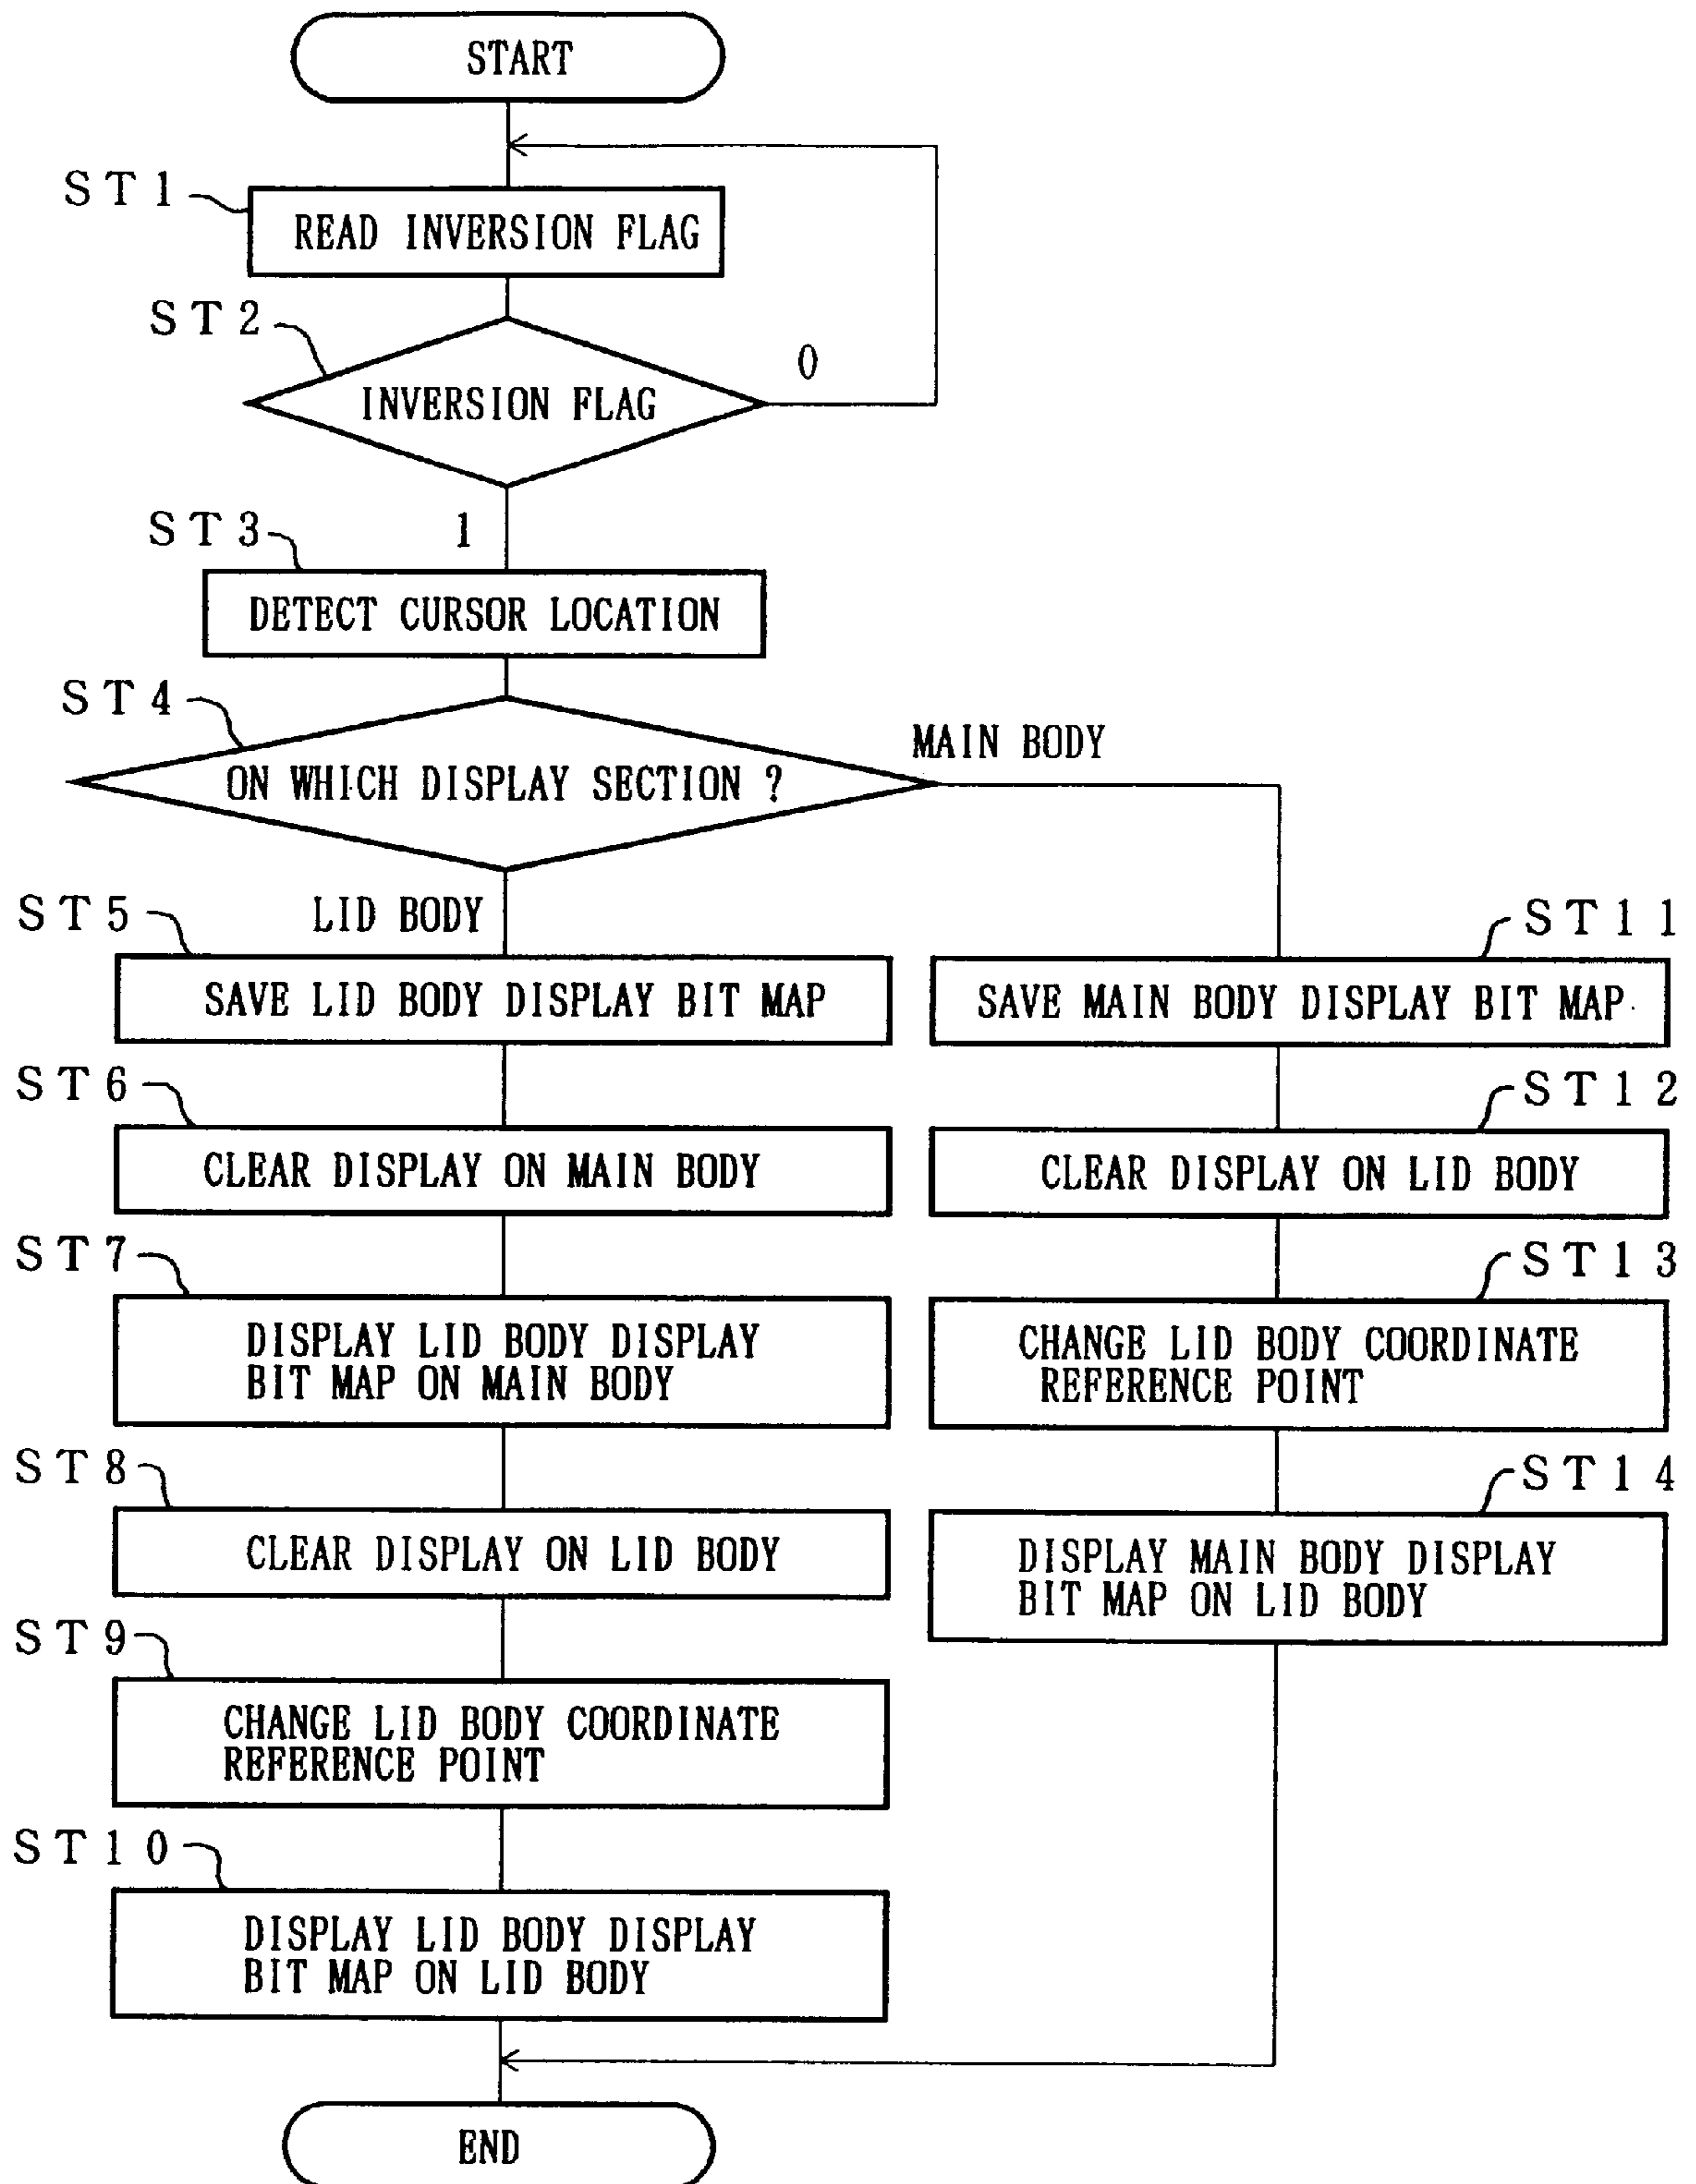 START
ST1
READ INVERSION FLAG
ST2
INVERSION FLAG
0
1
ST3
DETECT CURSOR LOCATION
ST4
ON WHICH DISPLAY SECTION ?
MAIN BODY
LID BODY
ST5
SAVE LID BODY DISPLAY BIT MAP
ST6
CLEAR DISPLAY ON MAIN BODY
ST7
DISPLAY LID BODY DISPLAY
BIT MAP ON MAIN BODY
ST8
CLEAR DISPLAY ON LID BODY
ST9
CHANGE LID BODY COORDINATE
REFERENCE POINT
ST10
DISPLAY LID BODY DISPLAY
BIT MAP ON LID BODY
ST11
SAVE MAIN BODY DISPLAY BIT MAP
ST12
CLEAR DISPLAY ON LID BODY
ST13
CHANGE LID BODY COORDINATE
REFERENCE POINT
ST14
DISPLAY MAIN BODY DISPLAY
BIT MAP ON LID BODY
END